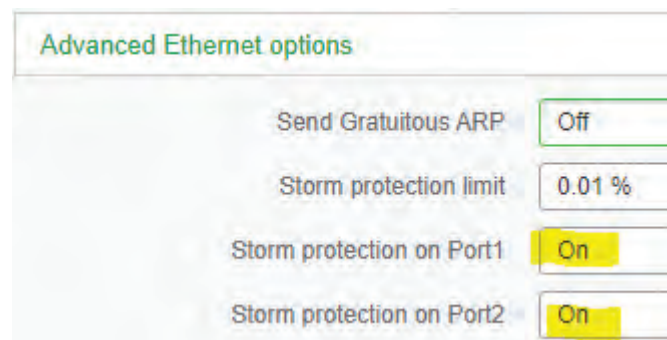 Advanced Ethernet options
Send Gratuitous ARP Off
Storm protection limit 0.01 %
Storm protection on Port1 On
Storm protection on Port2 On